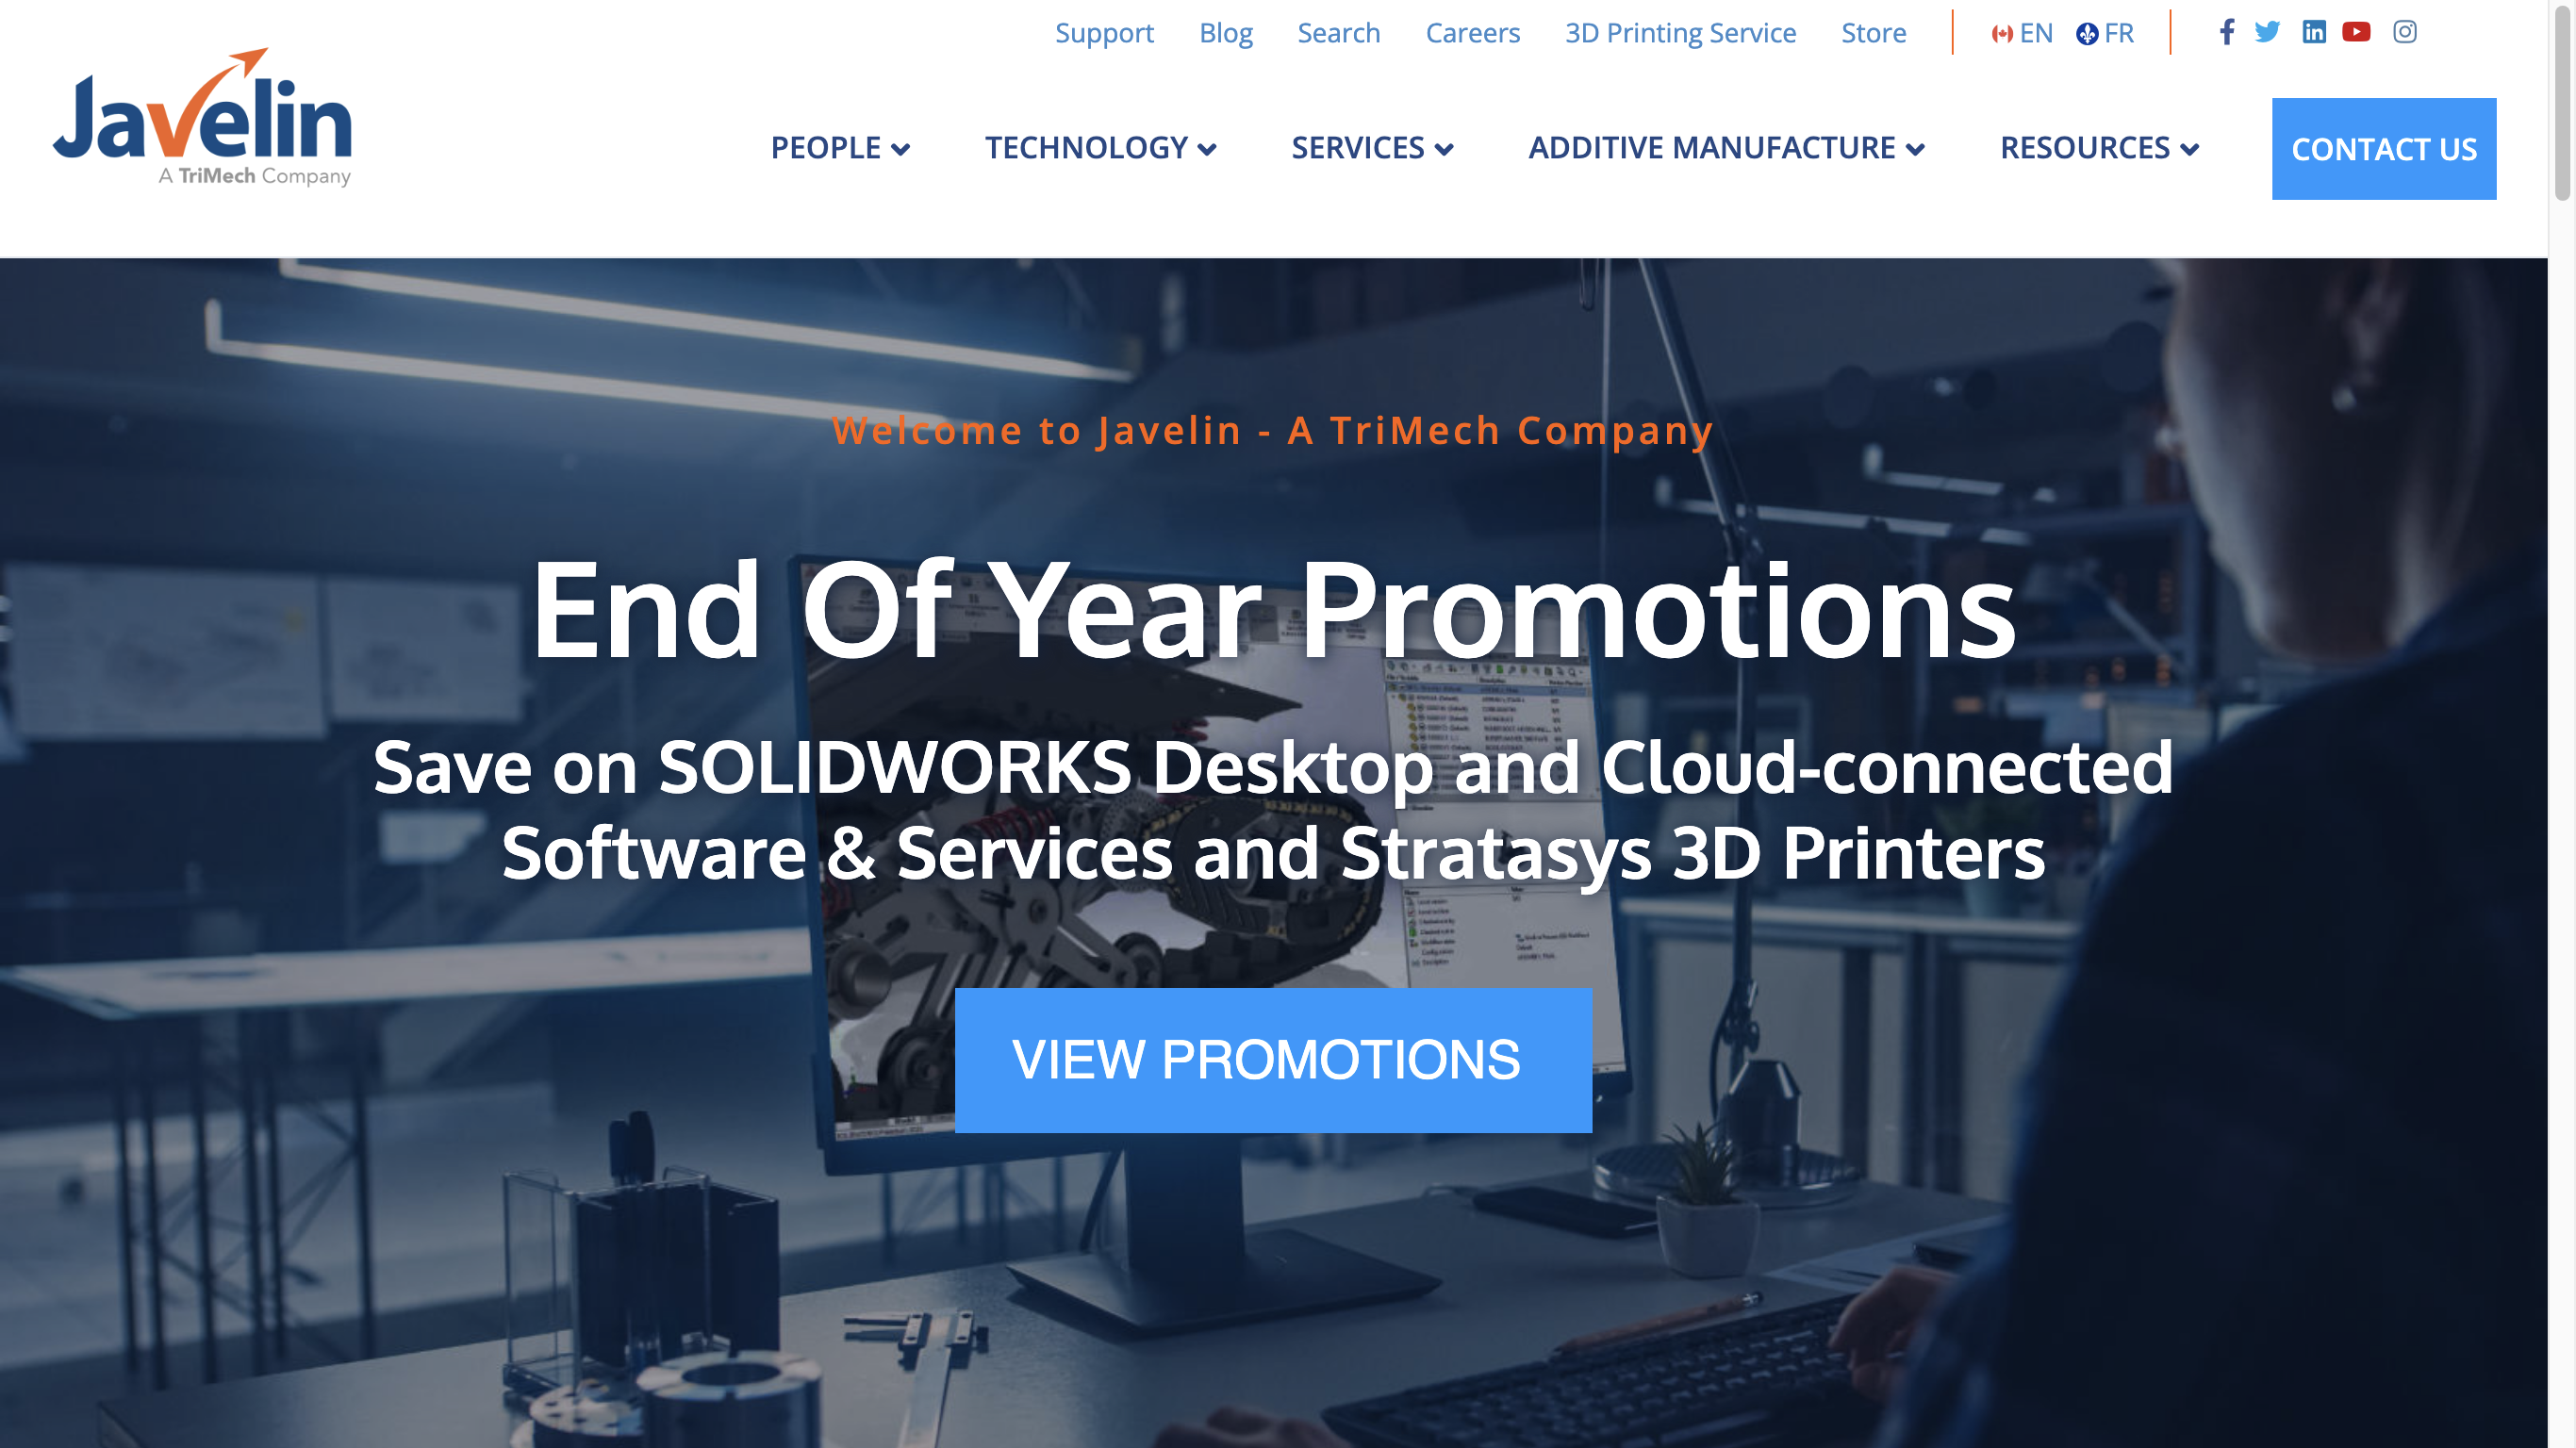 Support Blog Search Careers 3D Printing Service Store EN FR
Javelin
A TriMech Company
PEOPLE TECHNOLOGY SERVICES ADDITIVE MANUFACTURE RESOURCES CONTACT US
Welcome to Javelin - A TriMech Company
End Of Year Promotions
Save on SOLIDWORKS Desktop and Cloud-connected
Software & Services and Stratasys 3D Printers
VIEW PROMOTIONS